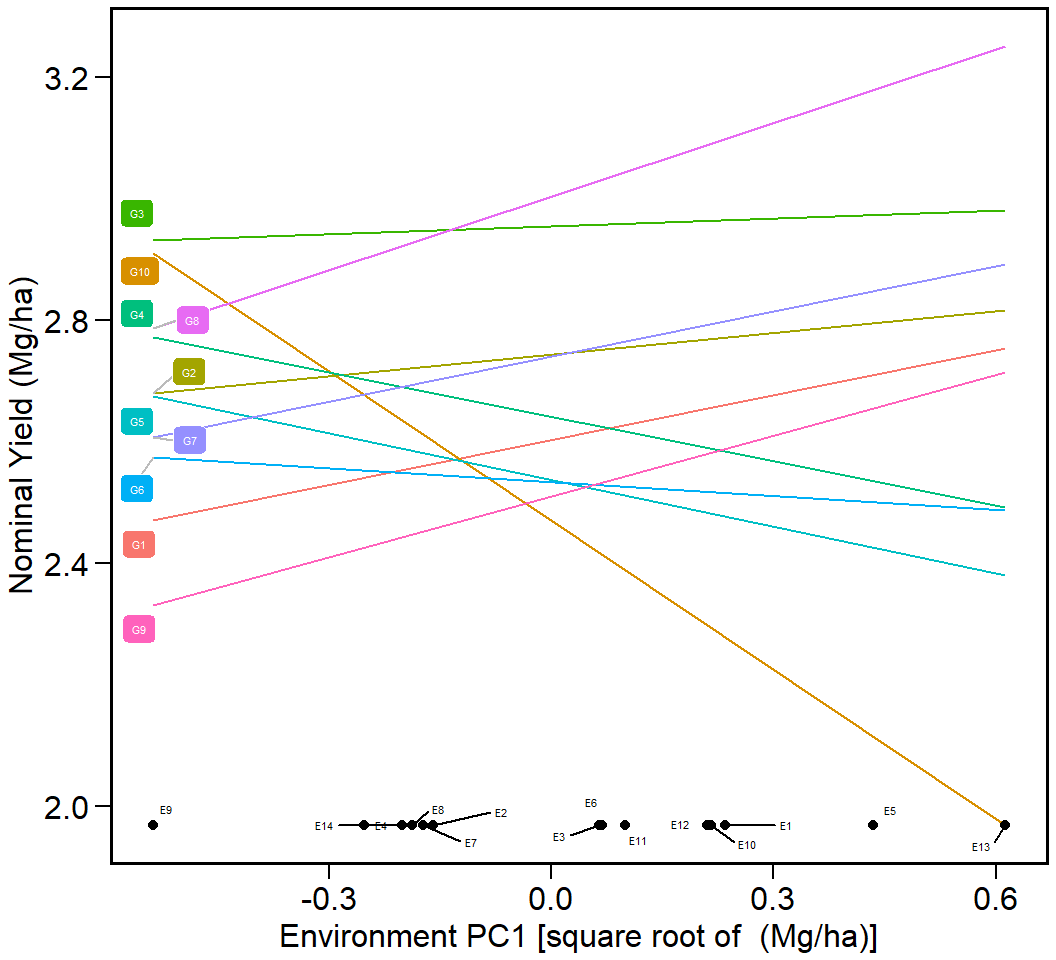 3.2
2.8
2.4
2.0
Nominal Yield (Mg/ha)
G3
G10
G4
G8
G2
G5
G7
G6
G1
G9
E9
E14
E4
E8
E2
E7
E6
E3
E11
E12
E10
E1
E5
E13
-0.3
0.0
0.3
0.6
Environment PC1 [square root of (Mg/ha)]